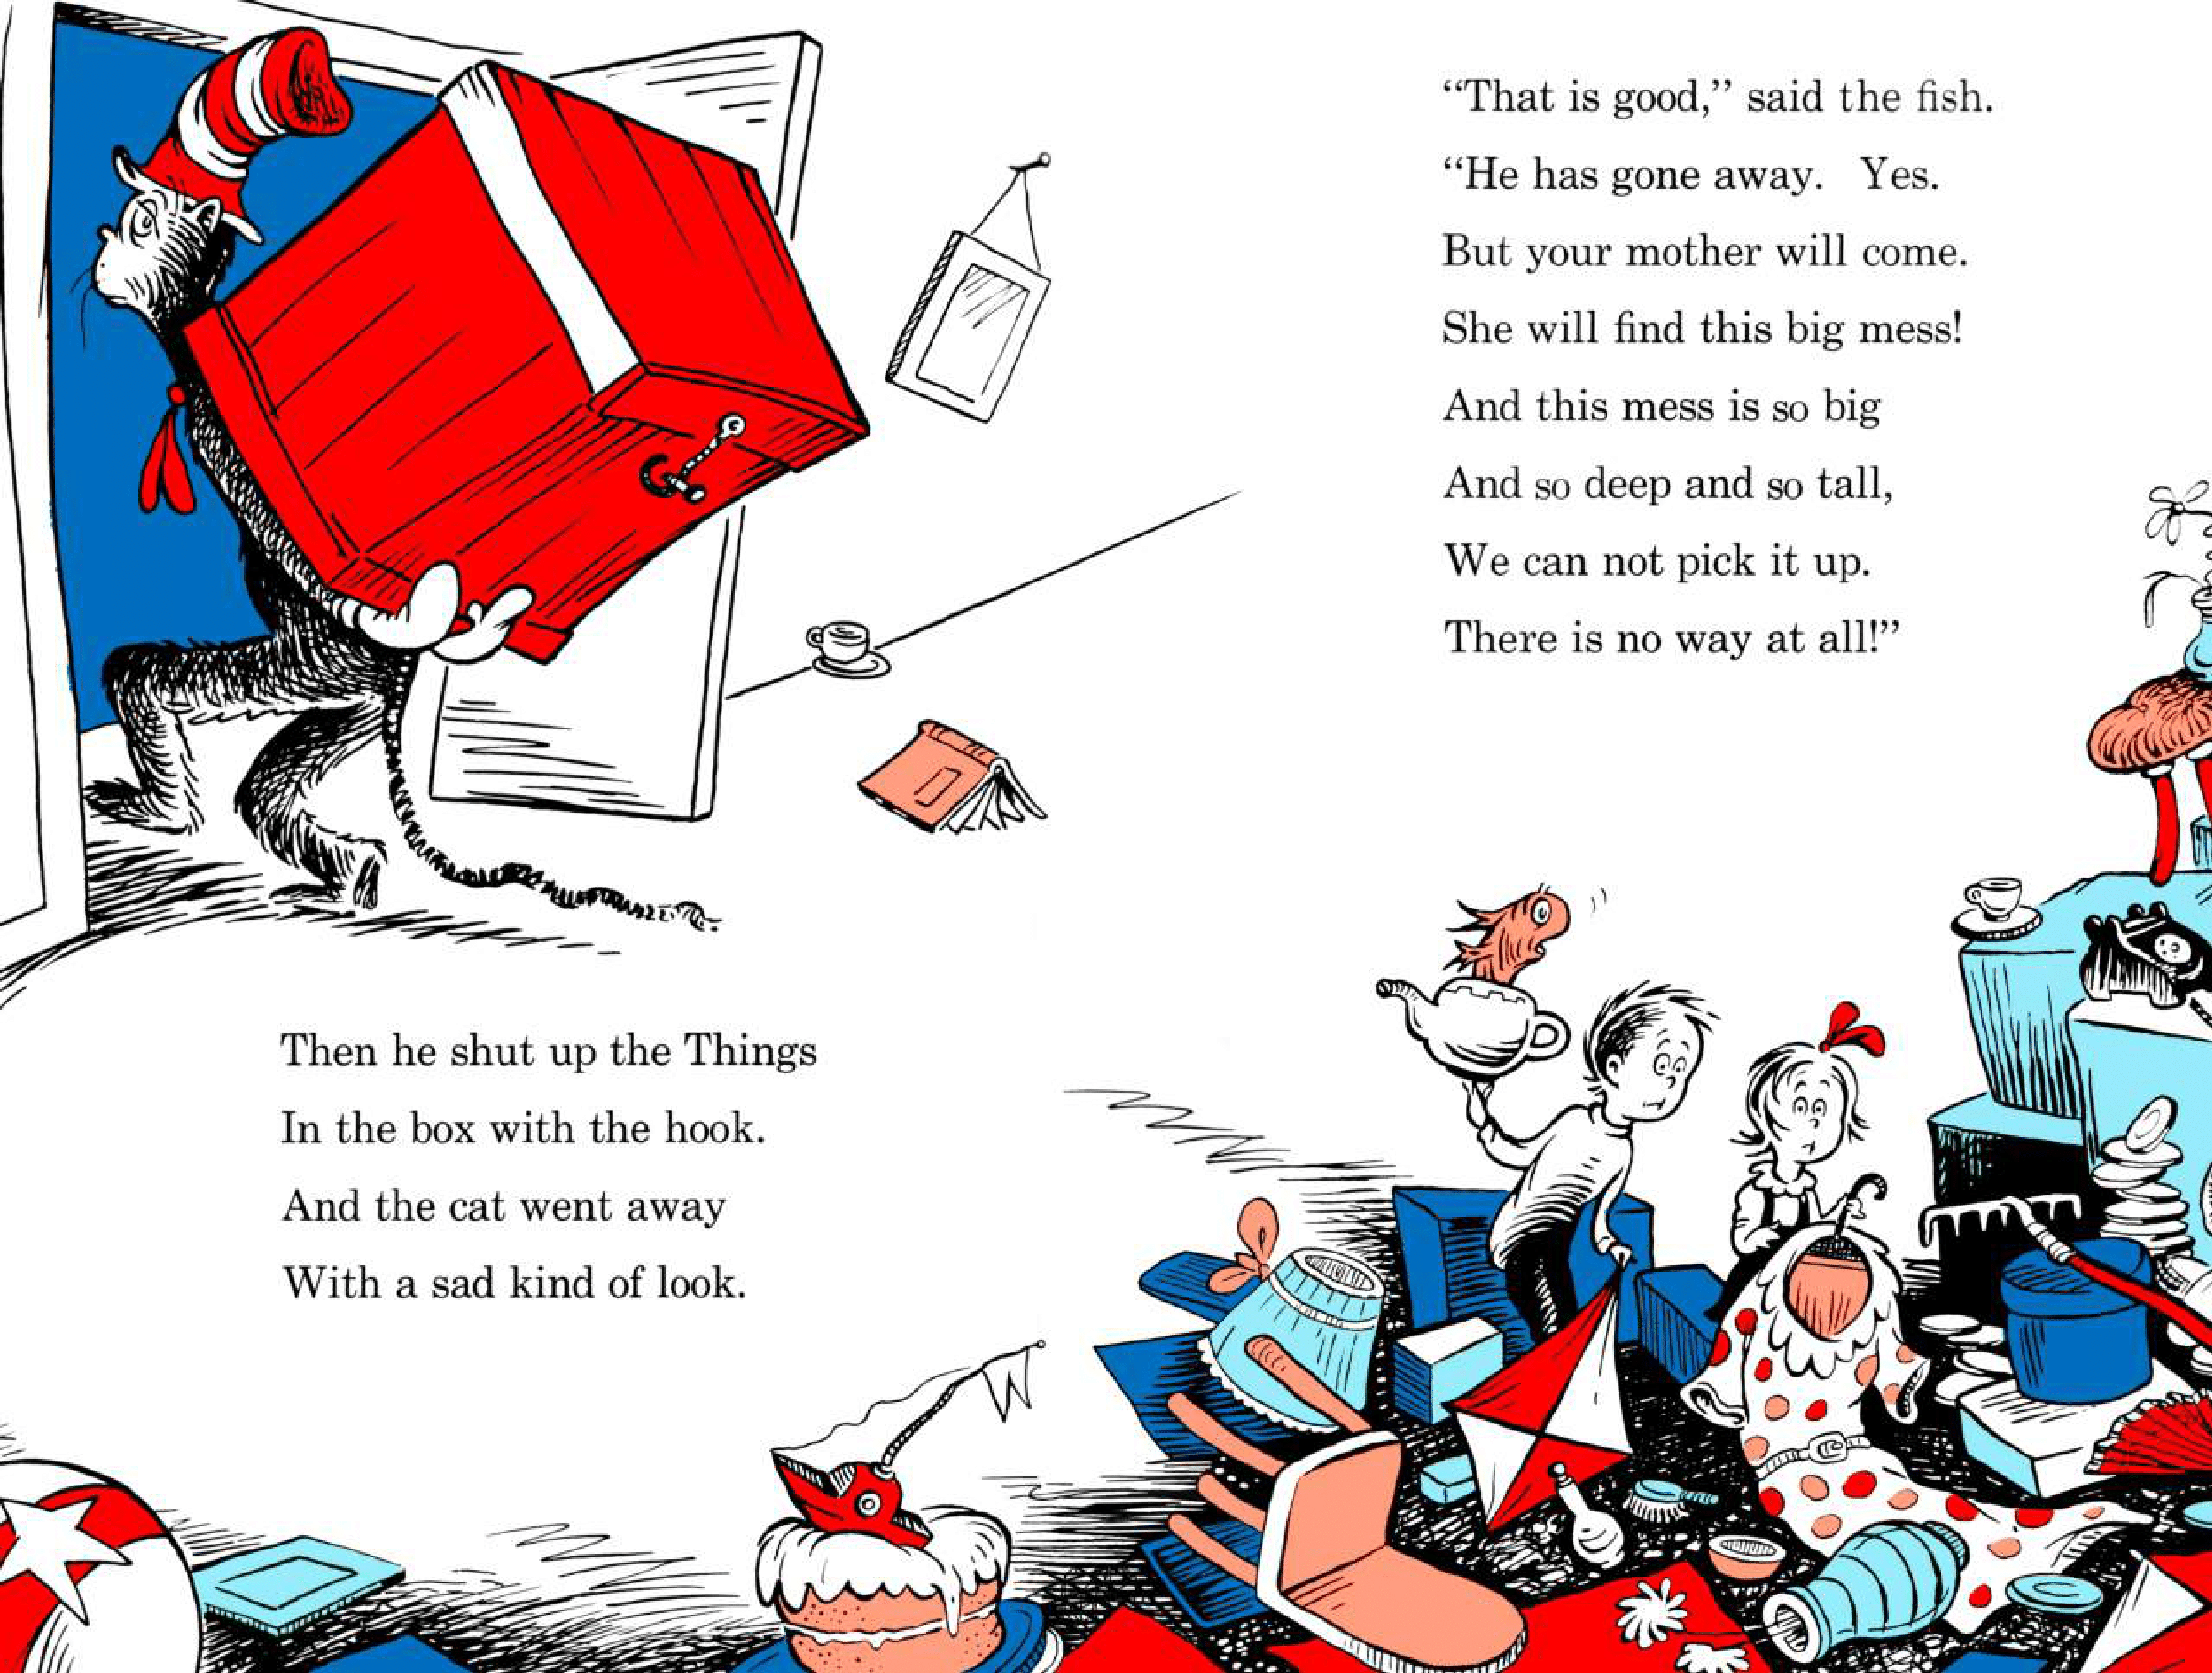 Then he shut up the Things
In the box with the hook.
And the cat went away
With a sad kind of look.
“That is good,” said the fish.
“He has gone away. Yes.
But your mother will come.
She will find this big mess!
And this mess is so big
And so deep and so tall,
We can not pick it up.
There is no way at all!”